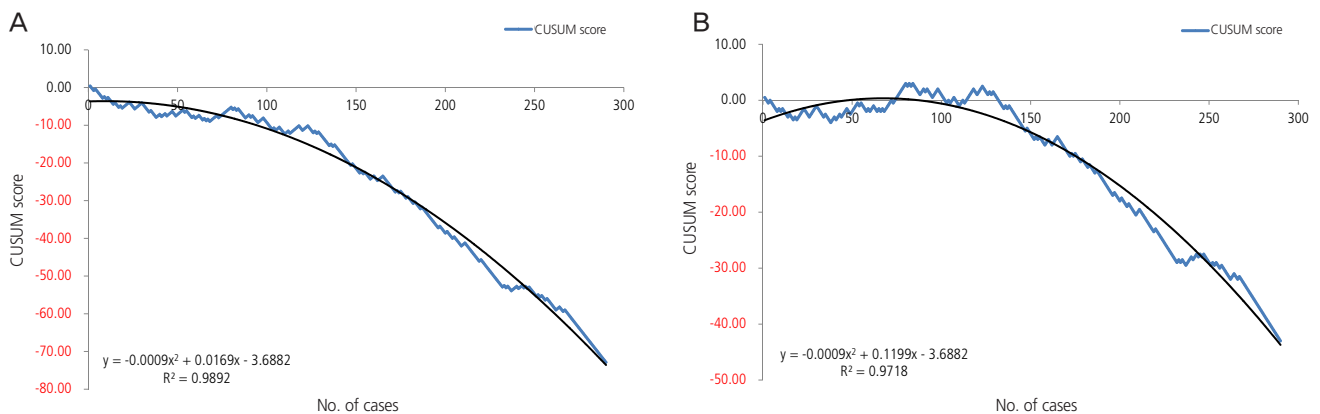 A
CUSUM score
10.00
0.00
-10.00
-20.00
-30.00
-40.00
-50.00
-60.00
-70.00
-80.00
0 50 100 150 200 250 300
CUSUM score
y = -0.0009x² + 0.0169x - 3.6882
R² = 0.9892
No. of cases
B
CUSUM score
10.00
0.00
-10.00
-20.00
-30.00
-40.00
-50.00
0 50 100 150 200 250 300
CUSUM score
y = -0.0009x² + 0.1199x - 3.6882
R² = 0.9718
No. of cases